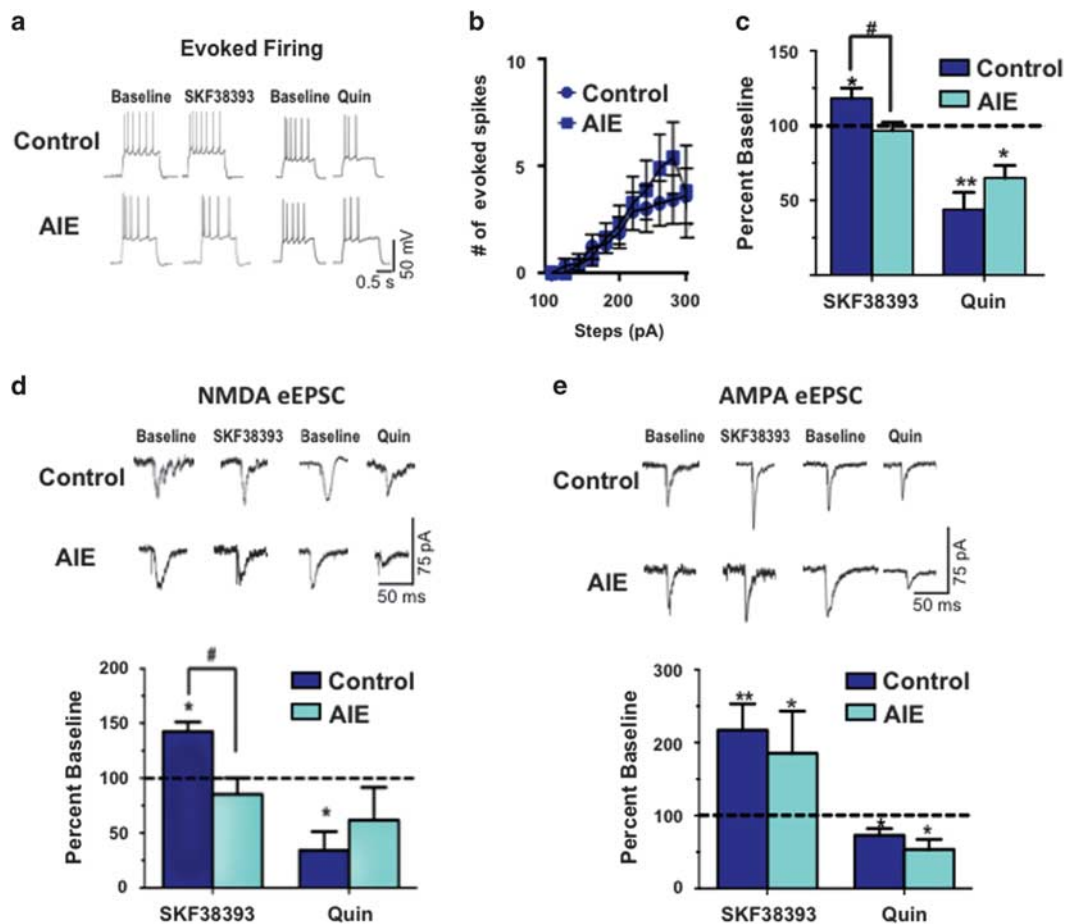 a
Evoked Firing
Baseline SKF38393 Baseline Quin
Control
AIE
50 mV
0.5 s
b
10
5
0
# of evoked spikes
Control
AIE
100 200 300
Steps (pA)
c
150
100
50
Percent Baseline
#
Control
AIE
*
**
*
SKF38393 Quin
d
NMDA eEPSC
Baseline SKF38393 Baseline Quin
Control
AIE
75 pA
50 ms
200
150
100
50
0
Percent Baseline
#
Control
AIE
*
*
SKF38393 Quin
e
AMPA eEPSC
Baseline SKF38393 Baseline Quin
Control
AIE
75 pA
50 ms
300
200
100
0
Percent Baseline
Control
AIE
**
*
*
*
SKF38393 Quin